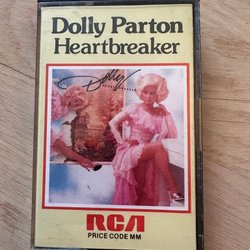 Dolly Parton
Heartbreaker
Dolly
RCA
PRICE CODE MM